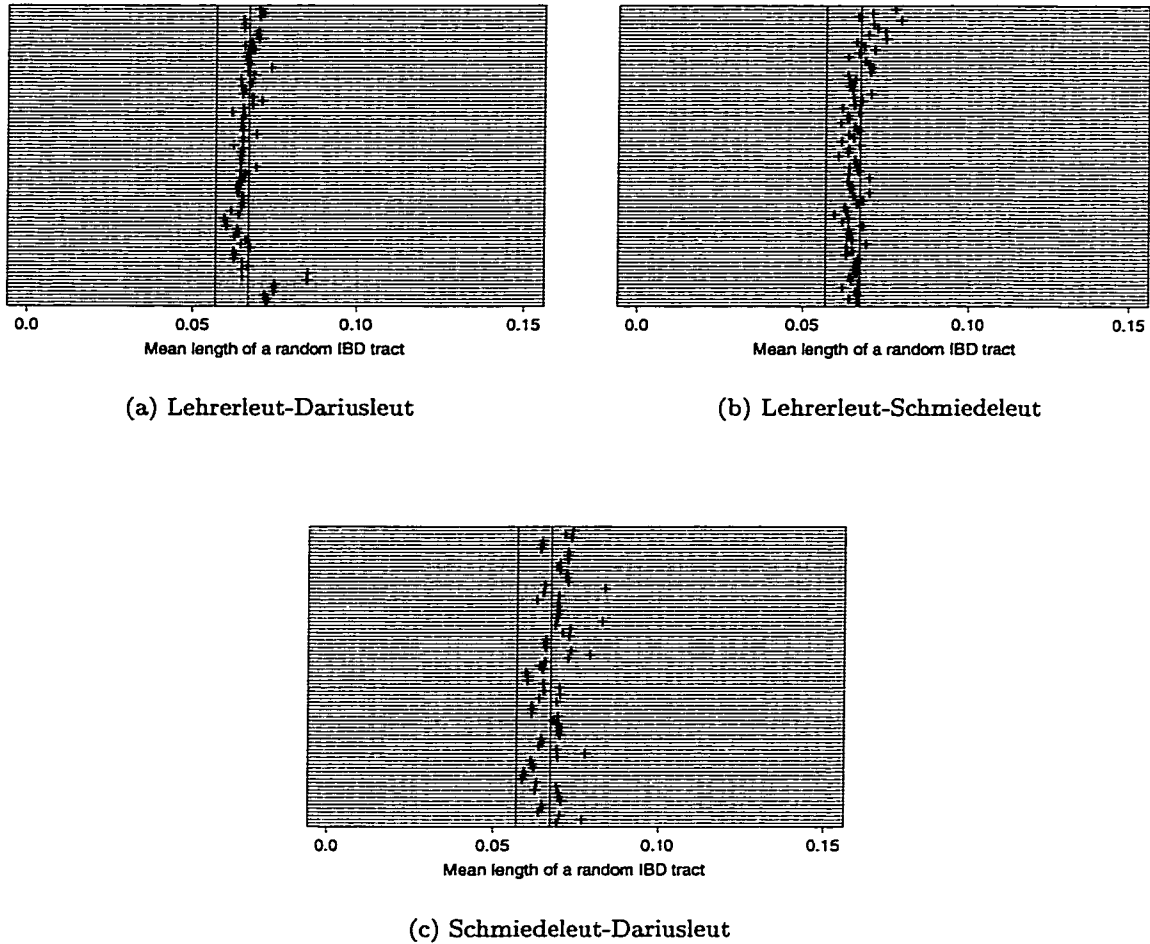 0.0 0.05 0.10 0.15
Mean length of a random IBD tract
(a) Lehrerleut-Dariusleut
0.0 0.05 0.10 0.15
Mean length of a random IBD tract
(b) Lehrerleut-Schmiedeleut
0.0 0.05 0.10 0.15
Mean length of a random IBD tract
(c) Schmiedeleut-Dariusleut